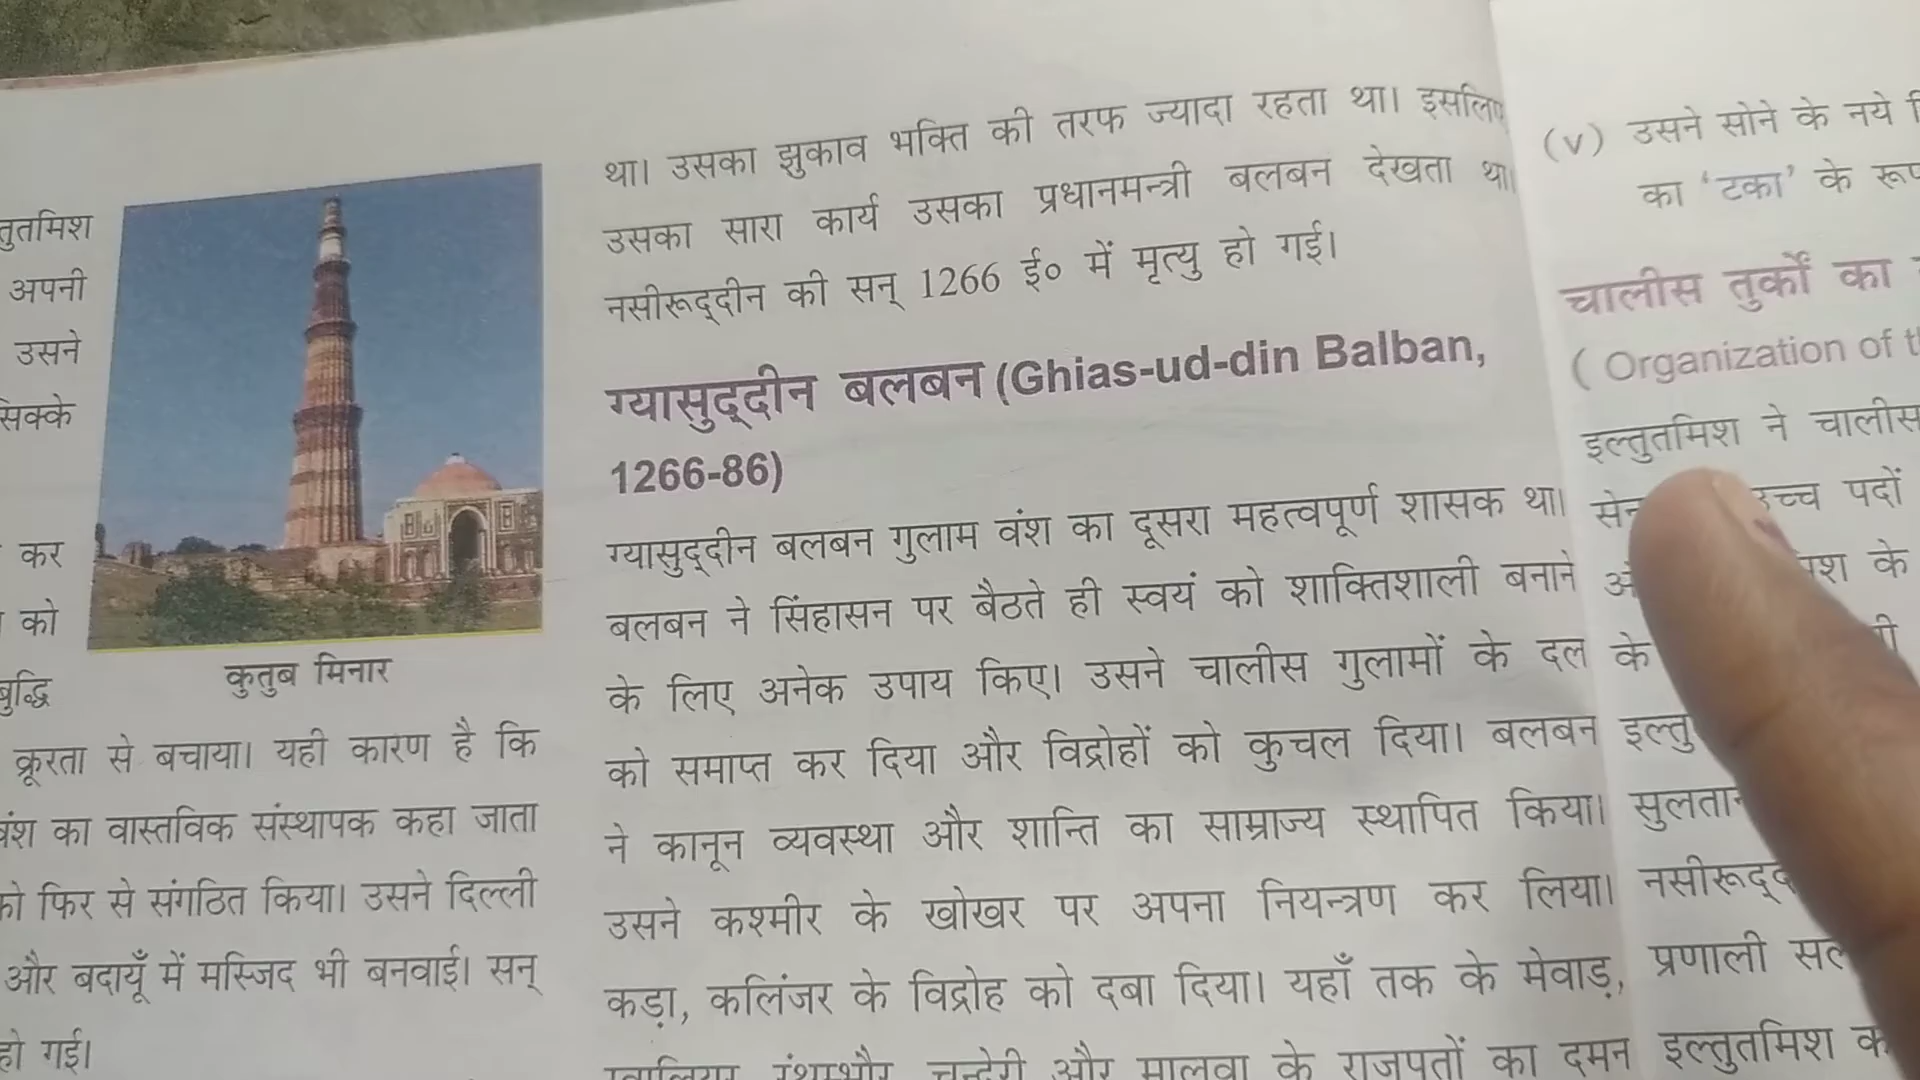 तुतमिश
अपनी
उसने
सिक्के
कर
को
बुद्धि
कुतुब मिनार
क्रूरता से बचाया। यही कारण है कि
वंश का वास्तविक संस्थापक कहा जाता
को फिर से संगठित किया। उसने दिल्ली
और बदायूँ में मस्जिद भी बनवाई। सन्
हो गई।
था। उसका झुकाव भक्ति की तरफ ज्यादा रहता था। इसलिए
उसका सारा कार्य उसका प्रधानमन्त्री बलबन देखता था।
नसीरूद्दीन की सन् 1266 ई० में मृत्यु हो गई।
ग्यासुद्दीन बलबन (Ghias-ud-din Balban,
1266-86)
ग्यासुद्दीन बलबन गुलाम वंश का दूसरा महत्वपूर्ण शासक था।
बलबन ने सिंहासन पर बैठते ही स्वयं को शाक्तिशाली बनाने
के लिए अनेक उपाय किए। उसने चालीस गुलामों के दल
को समाप्त कर दिया और विद्रोहों को कुचल दिया। बलबन
ने कानून व्यवस्था और शान्ति का साम्राज्य स्थापित किया।
उसने कश्मीर के खोखर पर अपना नियन्त्रण कर लिया।
कड़ा, कलिंजर के विद्रोह को दबा दिया। यहाँ तक के मेवाड़,
ग्वालियर रंथम्भौर चन्देरी और मालवा के राजपूतों का दमन
(v) उसने सोने के नये
का 'टका' के रूप
चालीस तुर्कों का
( Organization of
इल्तुतमिश ने चालीस
उच्च पदों
के
के
इल्तु
सुलतान
नसीरूद्द
प्रणाली
इल्तुतमिश